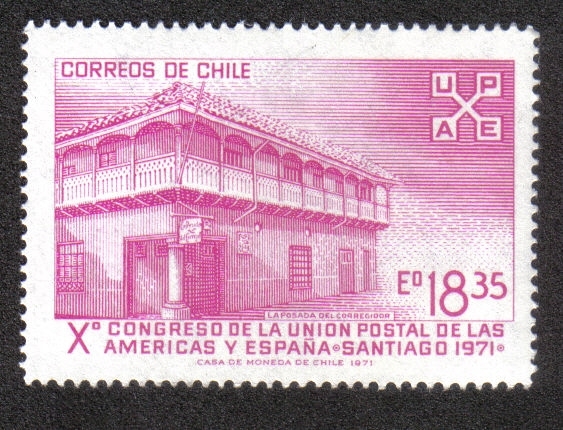 CORREOS DE CHILE
U P
A E
LA POSADA DEL CORREGIDOR
Eº 18.35
Xº CONGRESO DE LA UNION POSTAL DE LAS
AMERICAS Y ESPAÑA•SANTIAGO 1971•
CASA DE MONEDA DE CHILE 1971